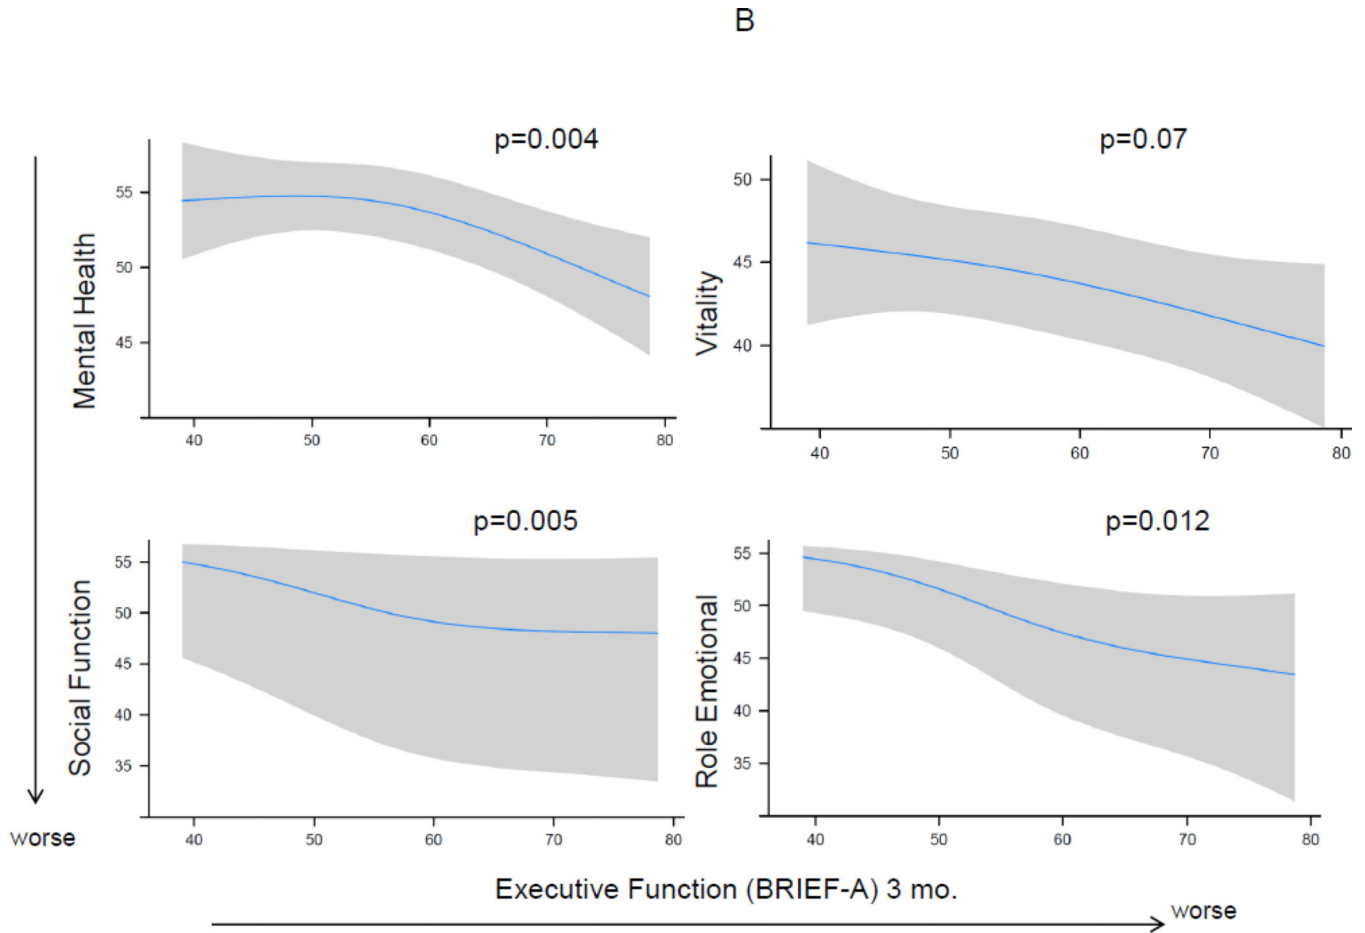 B
p=0.004
p=0.07
Mental Health
55
50
45
40 50 60 70 80
Vitality
50
45
40
40 50 60 70 80
p=0.005
p=0.012
Social Function
55
50
45
40
35
40 50 60 70 80
Role Emotional
55
50
45
40
35
40 50 60 70 80
worse
Executive Function (BRIEF-A) 3 mo.
worse